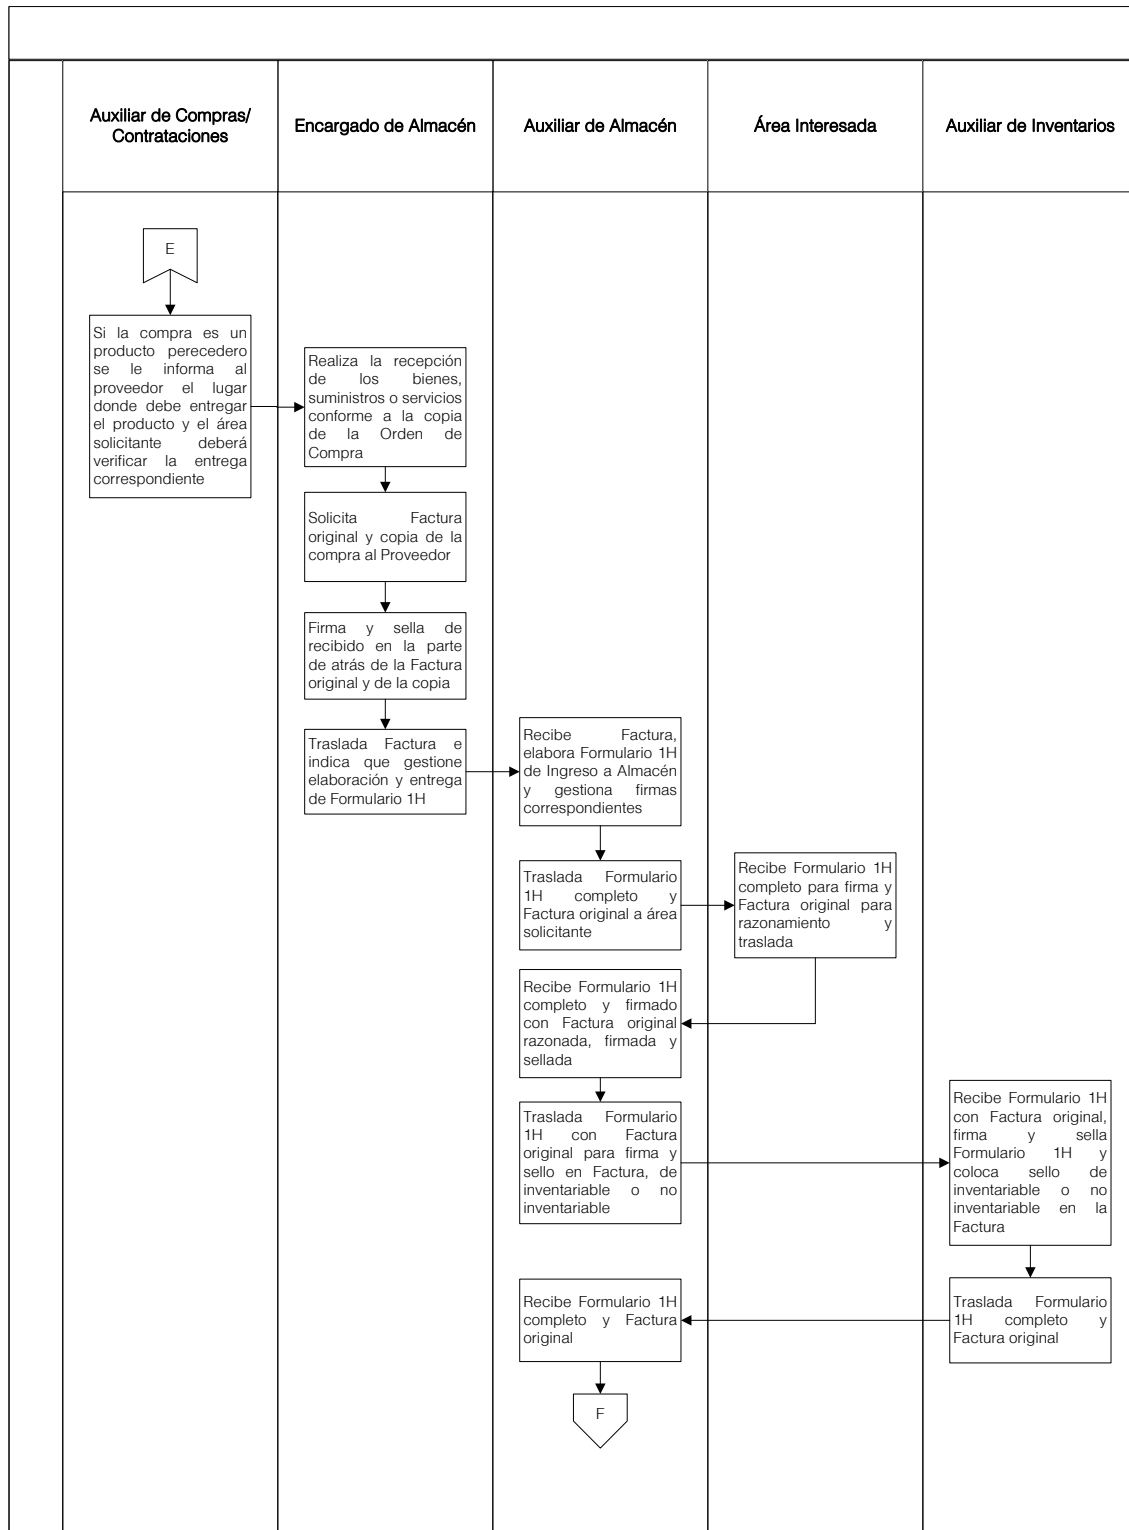 Auxiliar de Compras/
Contrataciones
Encargado de Almacén
Auxiliar de Almacén
Área Interesada
Auxiliar de Inventarios
E
Si la compra es un
producto perecedero
se le informa al
proveedor el lugar
donde debe entregar
el producto y el área
solicitante deberá
verificar la entrega
correspondiente
Realiza la recepción
de los bienes,
suministros o servicios
conforme a la copia
de la Orden de
Compra
Solicita Factura
original y copia de la
compra al Proveedor
Firma y sella de
recibido en la parte
de atrás de la Factura
original y de la copia
Traslada Factura e
indica que gestione
elaboración y entrega
de Formulario 1H
Recibe Factura,
elabora Formulario 1H
de Ingreso a Almacén
y gestiona firmas
correspondientes
Traslada Formulario
1H completo y
Factura original a área
solicitante
Recibe Formulario 1H
completo para firma y
Factura original para
razonamiento y
traslada
Recibe Formulario 1H
completo y firmado
con Factura original
razonada, firmada y
sellada
Traslada Formulario
1H con Factura
original para firma y
sello en Factura, de
inventariable o no
inventariable
Recibe Formulario 1H
con Factura original,
firma y sella
Formulario 1H y
coloca sello de
inventariable o no
inventariable en la
Factura
Traslada Formulario
1H completo y
Factura original
Recibe Formulario 1H
completo y Factura
original
F